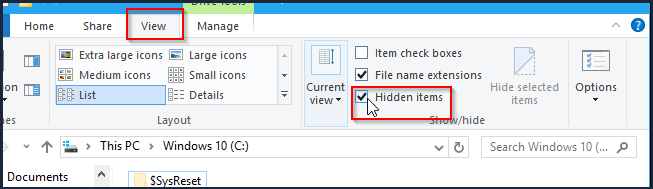 Drive Tools
Home Share View Manage
Extra large icons Large icons
Medium icons Small icons
List Details
Layout
Current view
Item check boxes
File name extensions
Hidden items
Show/hide
Hide selected items
Options
This PC > Windows 10 (C:) >
Search Windows 10 (C:)
Documents
$SysReset